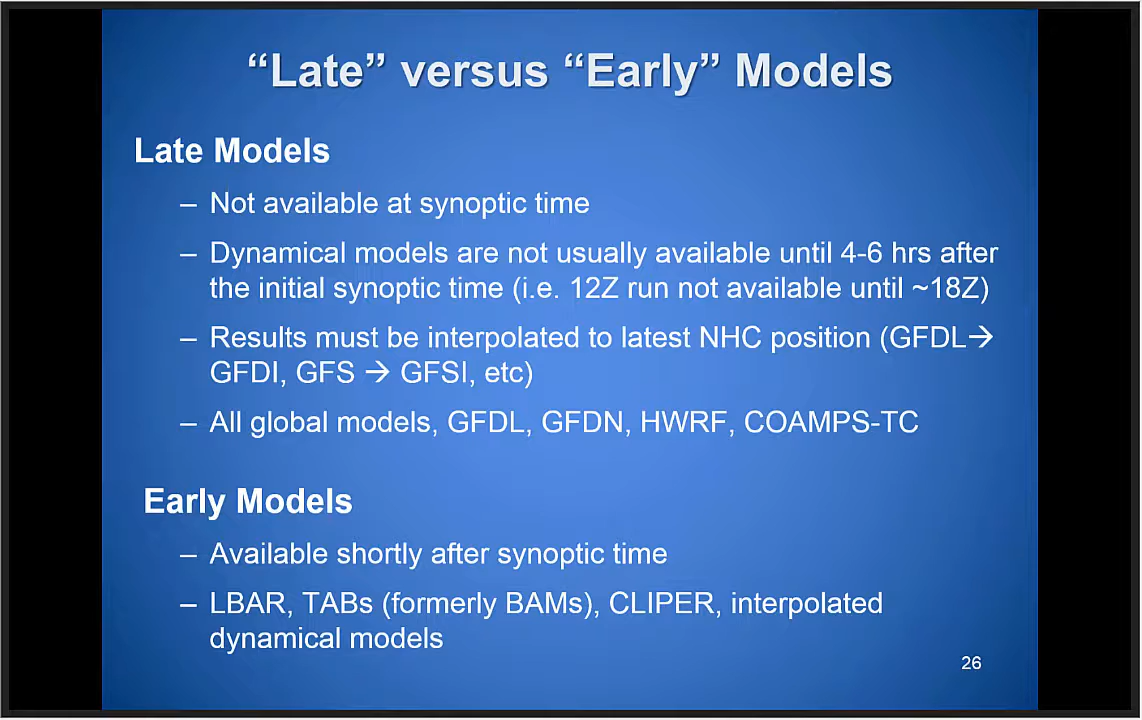 “Late” versus “Early” Models
Late Models
– Not available at synoptic time
– Dynamical models are not usually available until 4-6 hrs after
the initial synoptic time (i.e. 12Z run not available until ~18Z)
– Results must be interpolated to latest NHC position (GFDL→
GFDI, GFS → GFSI, etc)
– All global models, GFDL, GFDN, HWRF, COAMPS-TC
Early Models
– Available shortly after synoptic time
– LBAR, TABs (formerly BAMs), CLIPER, interpolated
dynamical models
26